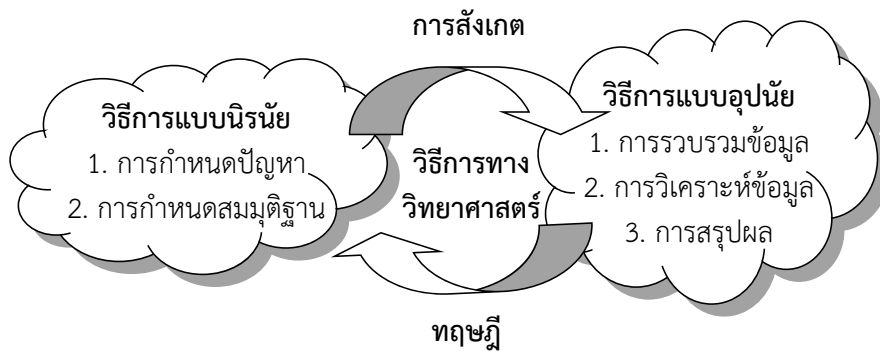 การสังเกต
วิธีการแบบนิรนัย
1. การกำหนดปัญหา
2. การกำหนดสมมุติฐาน
วิธีการทาง
วิทยาศาสตร์
วิธีการแบบอุปนัย
1. การรวบรวมข้อมูล
2. การวิเคราะห์ข้อมูล
3. การสรุปผล
ทฤษฎี